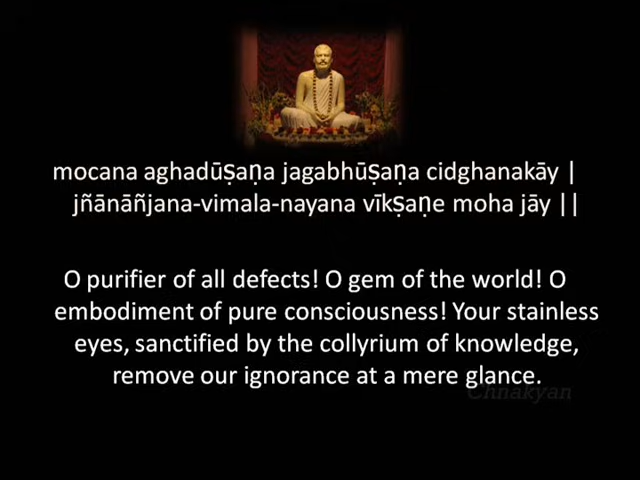 mocana aghadūṣaṇa jagabhūṣaṇa cidghanakāy |
jñānāñjana-vimala-nayana vīkṣaṇe moha jāy ||
O purifier of all defects! O gem of the world! O
embodiment of pure consciousness! Your stainless
eyes, sanctified by the collyrium of knowledge,
remove our ignorance at a mere glance.
Chnakyan